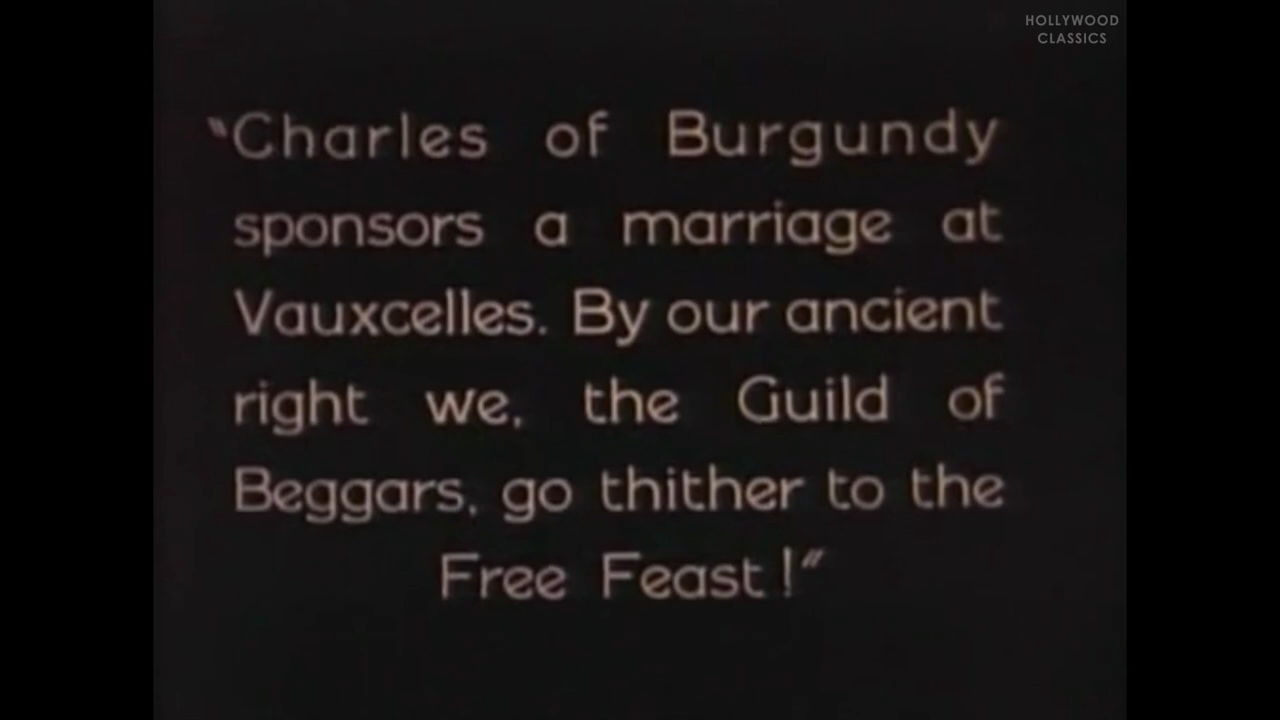 HOLLYWOOD
CLASSICS
"Charles of Burgundy
sponsors a marriage at
Vauxcelles. By our ancient
right we, the Guild of
Beggars, go thither to the
Free Feast!"